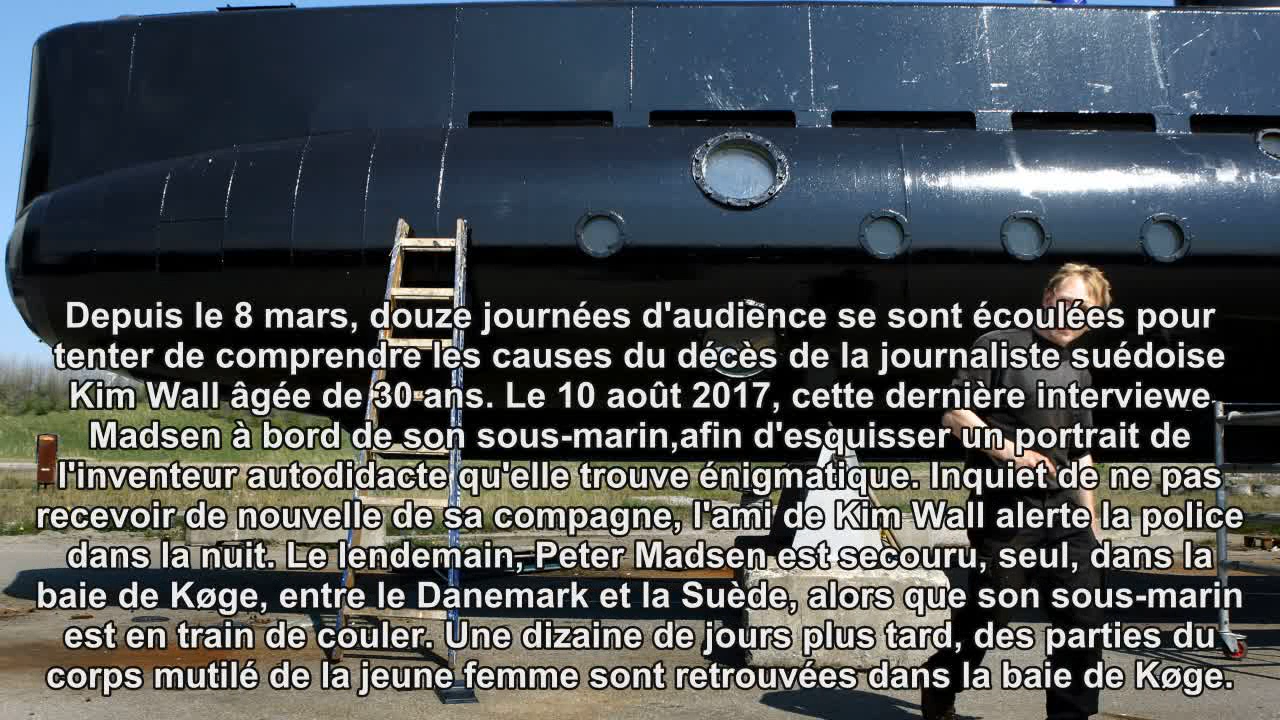 Depuis le 8 mars, douze journées d'audience se sont écoulées pour
tenter de comprendre les causes du décès de la journaliste suédoise
Kim Wall âgée de 30 ans. Le 10 août 2017, cette dernière interviewe
Madsen à bord de son sous-marin,afin d'esquisser un portrait de
l'inventeur autodidacte qu'elle trouve énigmatique. Inquiet de ne pas
recevoir de nouvelle de sa compagne, l'ami de Kim Wall alerte la police
dans la nuit. Le lendemain, Peter Madsen est secouru, seul, dans la
baie de Køge, entre le Danemark et la Suède, alors que son sous-marin
est en train de couler. Une dizaine de jours plus tard, des parties du
corps mutilé de la jeune femme sont retrouvées dans la baie de Køge.